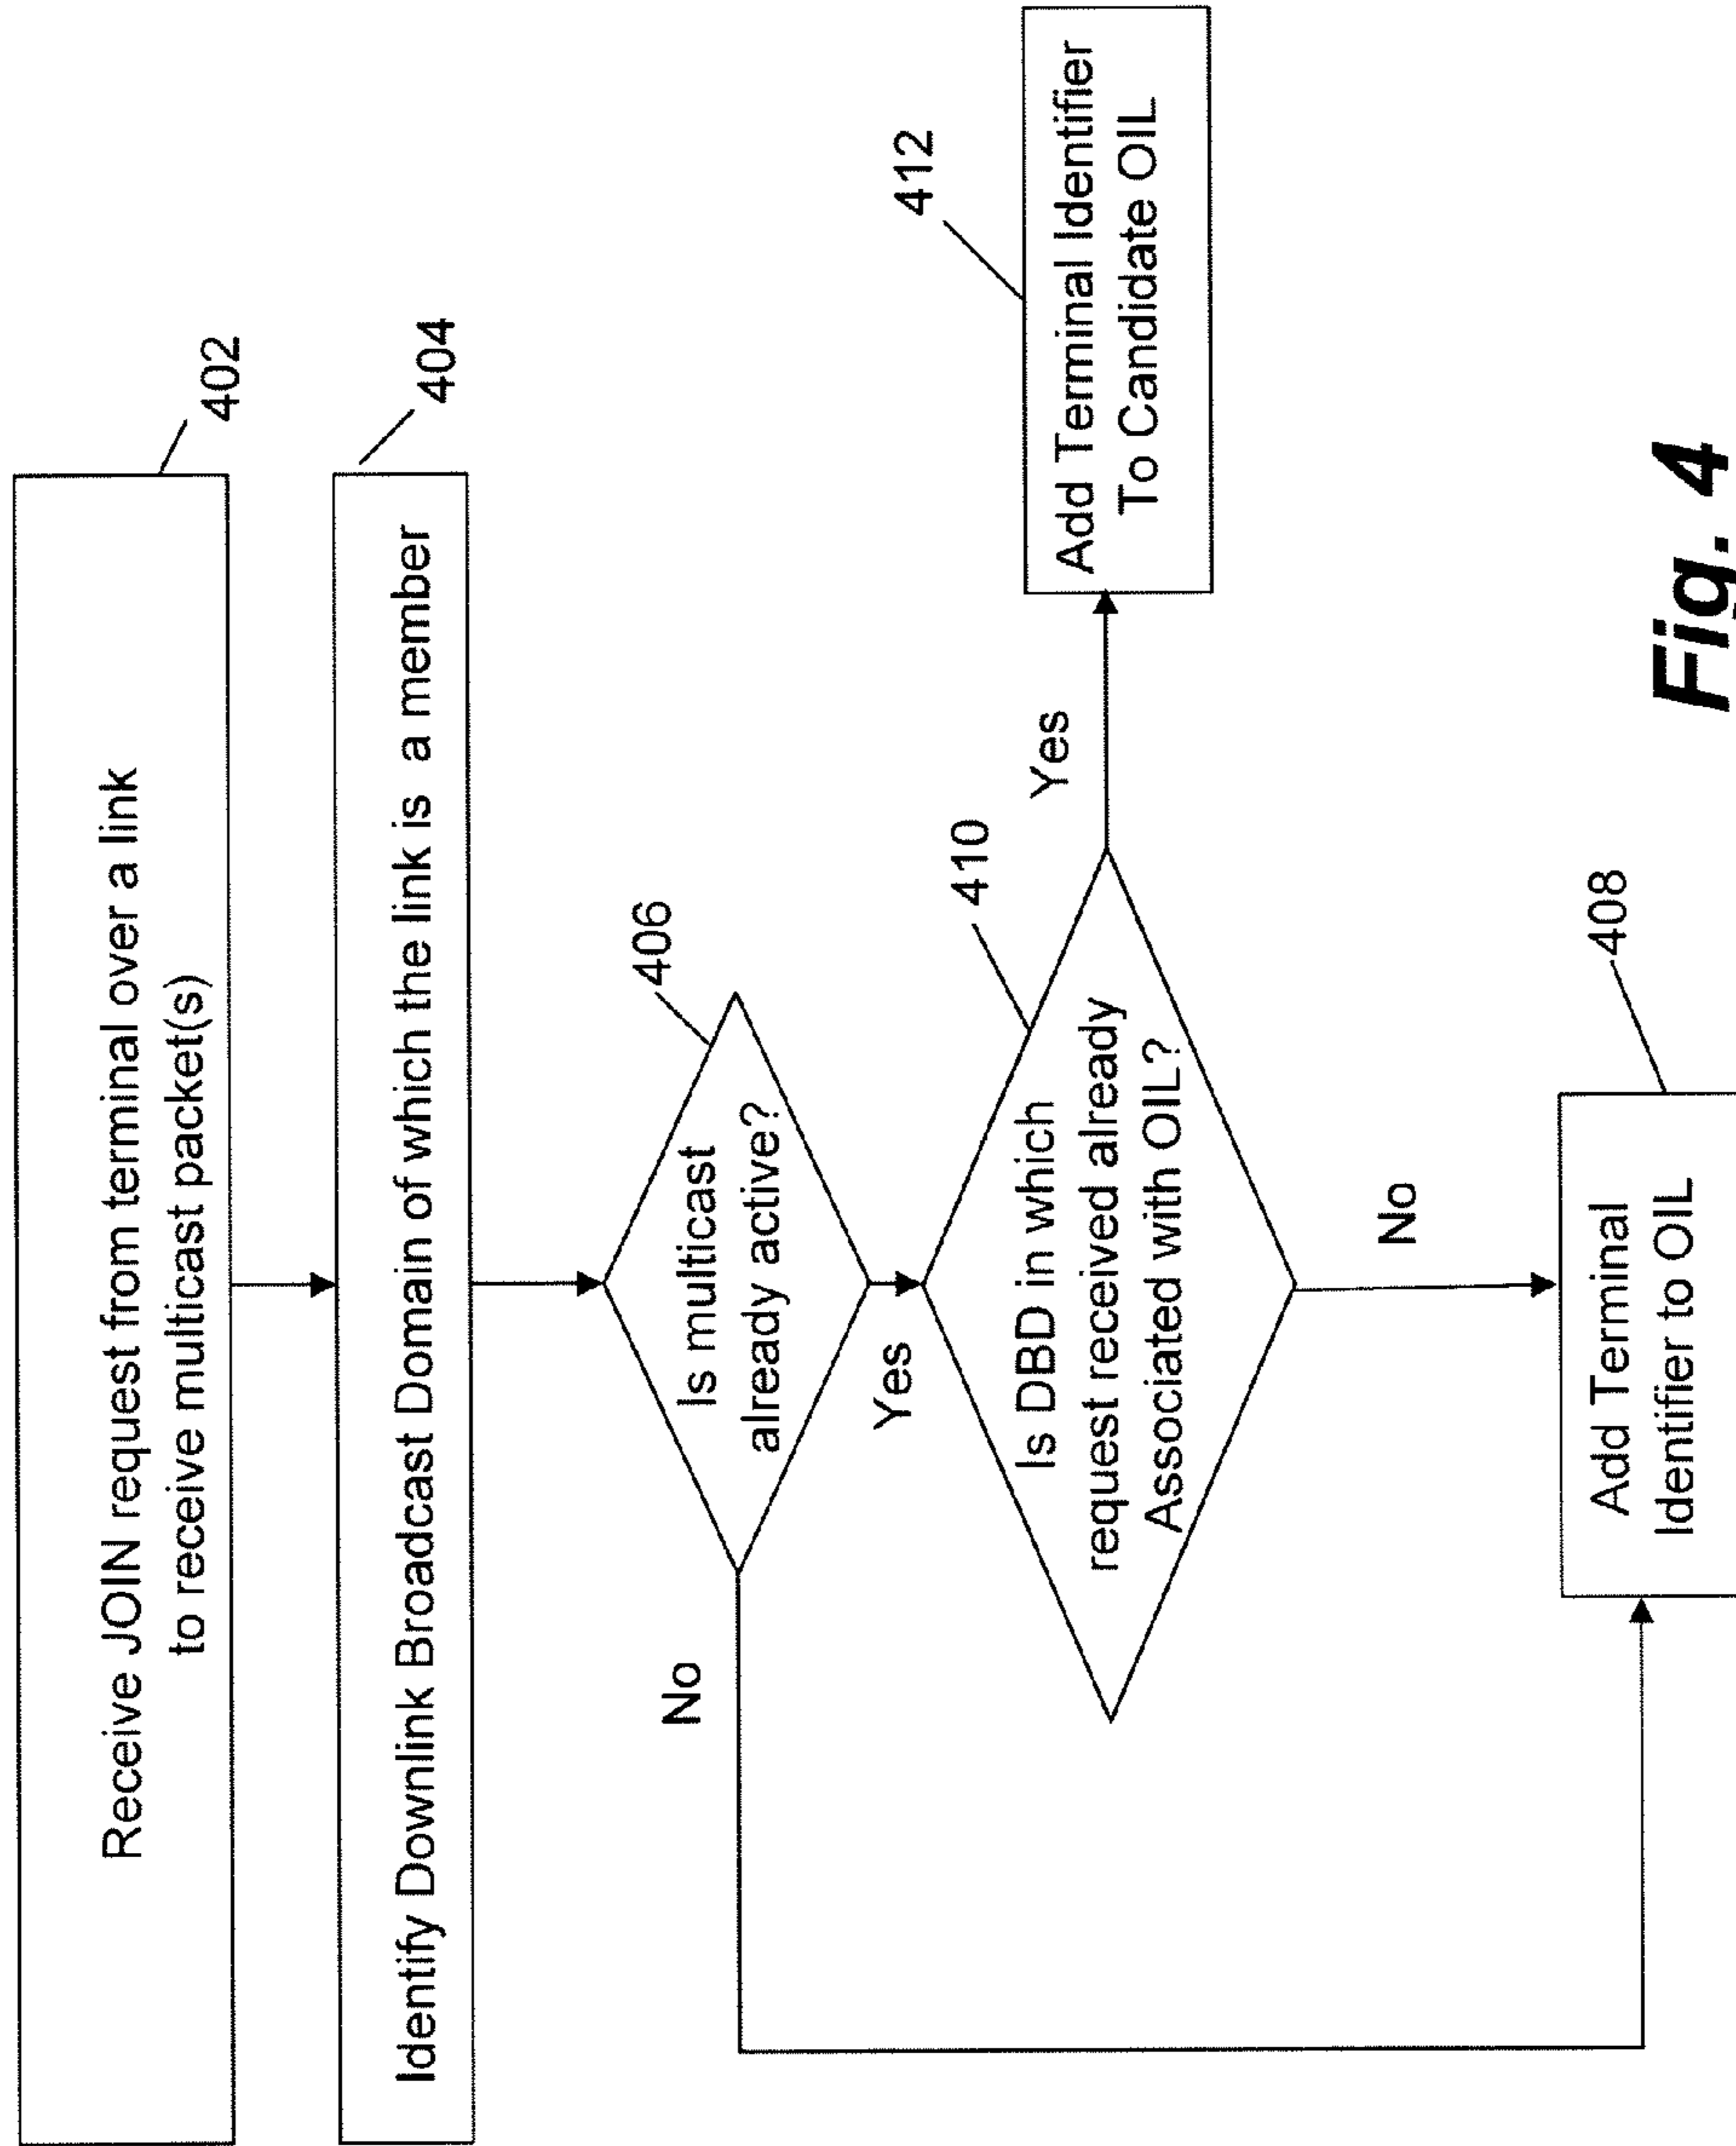 Receive JOIN request from terminal over a link
to receive multicast packet(s)
402
Identify Downlink Broadcast Domain of which the link is a member
404
Is multicast
already active?
406
No
Yes
Is DBD in which
request received already
Associated with OIL?
410
Yes
Add Terminal Identifier
To Candidate OIL
412
No
Add Terminal
Identifier to OIL
408
Fig. 4